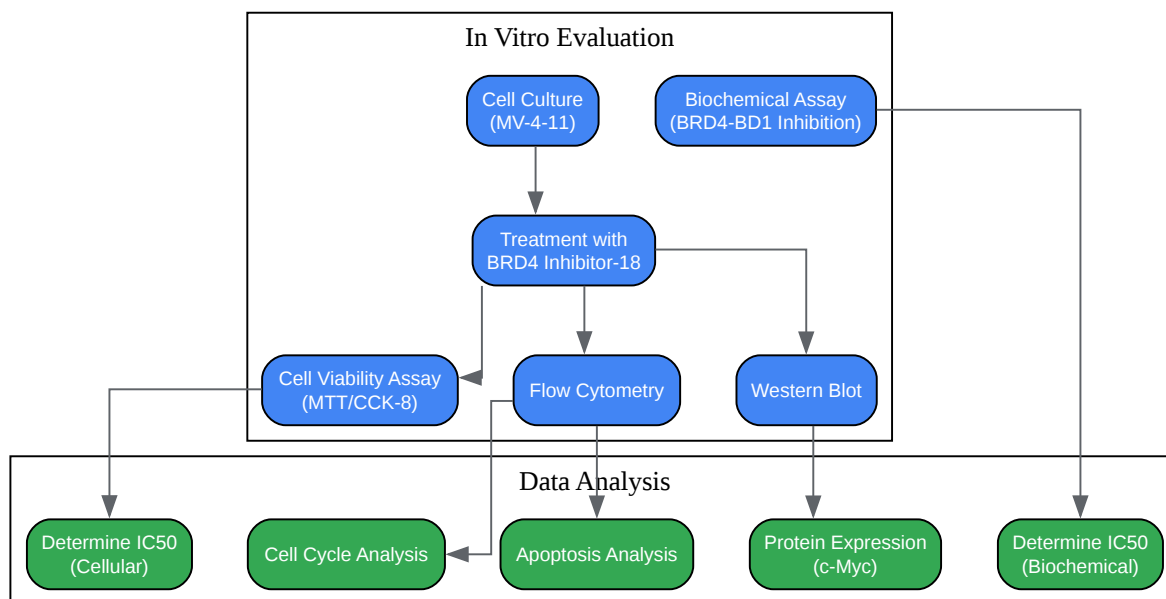 In Vitro Evaluation
Cell Culture
(MV-4-11)
Biochemical Assay
(BRD4-BD1 Inhibition)
Treatment with
BRD4 Inhibitor-18
Cell Viability Assay
(MTT/CCK-8)
Flow Cytometry
Western Blot
Data Analysis
Determine IC50
(Cellular)
Cell Cycle Analysis
Apoptosis Analysis
Protein Expression
(c-Myc)
Determine IC50
(Biochemical)